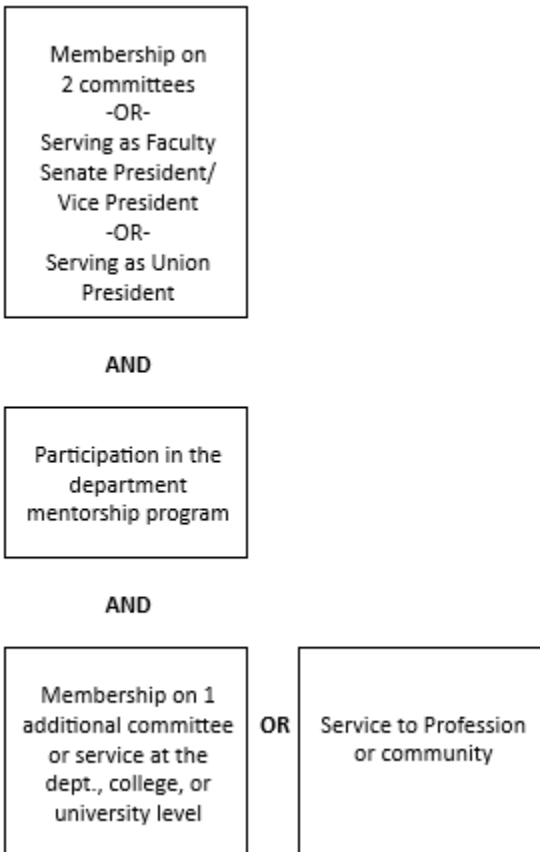 Membership on
2 committees
-OR-
Serving as Faculty
Senate President/
Vice President
-OR-
Serving as Union
President
AND
Participation in the
department
mentorship program
AND
Membership on 1
additional committee
or service at the
dept., college, or
university level
OR
Service to Profession
or community